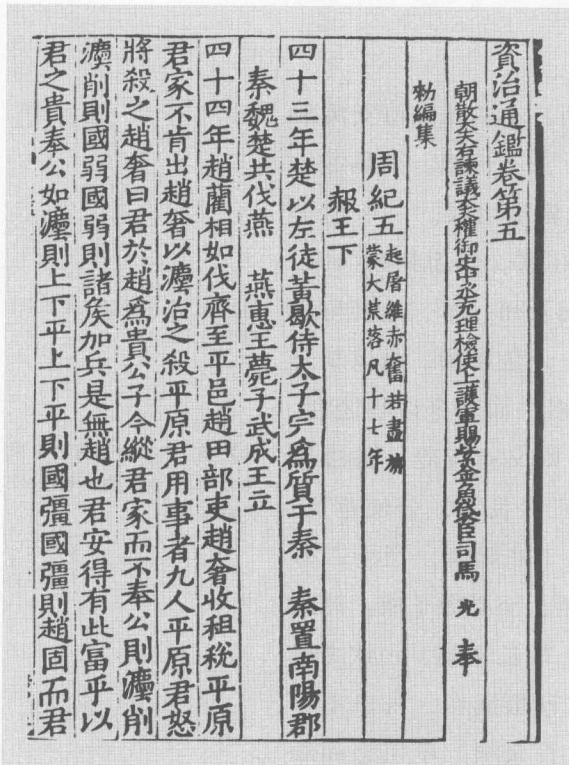 資治通鑑卷第五
朝散大夫右諫議大夫權御史中丞充理檢使上護軍賜紫金魚袋臣司馬光奉
勑編集
周紀五起屠維赤奮若盡旃
蒙大荒落凡十七年
赧王下
四十三年楚以左徒黃歇侍太子完爲質于秦 秦置南陽郡
秦魏楚共伐燕 燕惠王薨子武成王立
四十四年趙藺相如伐齊至平邑趙田部吏趙奢收租稅平原
君家不肯出趙奢以灋治之殺平原君用事者九人平原君怒
將殺之趙奢曰君於趙爲貴公子今縱君家而不奉公則灋削
灋削則國弱國弱則諸矦加兵是無趙也君安得有此富乎以
君之貴奉公如灋則上下平上下平則國彊國彊則趙固而君